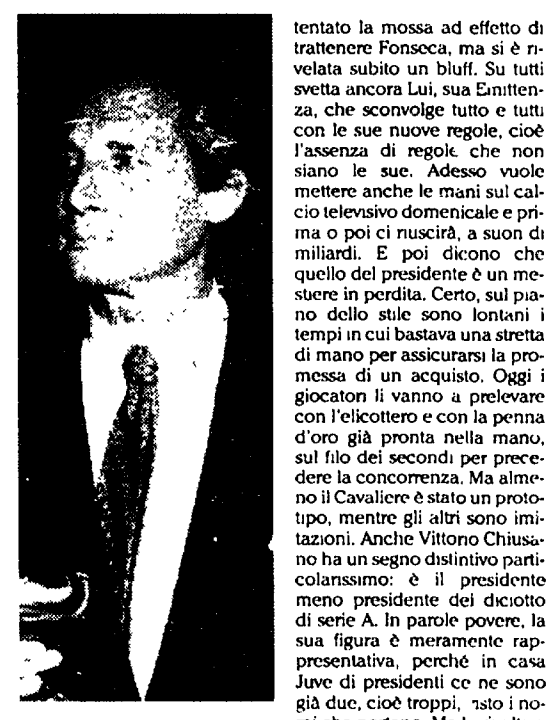 tentato la mossa ad effetto di
trattenere Fonseca, ma si è ri-
velata subito un bluff. Su tutti
svetta ancora Lui, sua Emitten-
za, che sconvolge tutto e tutti
con le sue nuove regole, cioè
l'assenza di regole che non
siano le sue. Adesso vuole
mettere anche le mani sul cal-
cio televisivo domenicale e pri-
ma o poi ci riuscirà, a suon di
miliardi. E poi dicono che
quello del presidente è un me-
stiere in perdita. Certo, sul pia-
no dello stile sono lontani i
tempi in cui bastava una stretta
di mano per assicurarsi la pro-
messa di un acquisto. Oggi i
giocatori li vanno a prelevare
con l'elicottero e con la penna
d'oro già pronta nella mano,
sul filo dei secondi per prece-
dere la concorrenza. Ma alme-
no il Cavaliere è stato un proto-
tipo, mentre gli altri sono imi-
tazioni. Anche Vittorio Chiusa-
no ha un segno distintivo parti-
colarissimo: è il presidente
meno presidente dei diciotto
di serie A. In parole povere, la
sua figura è meramente rap-
presentativa, perché in casa
Juve di presidenti ce ne sono
già due, cioè troppi, isto i no-